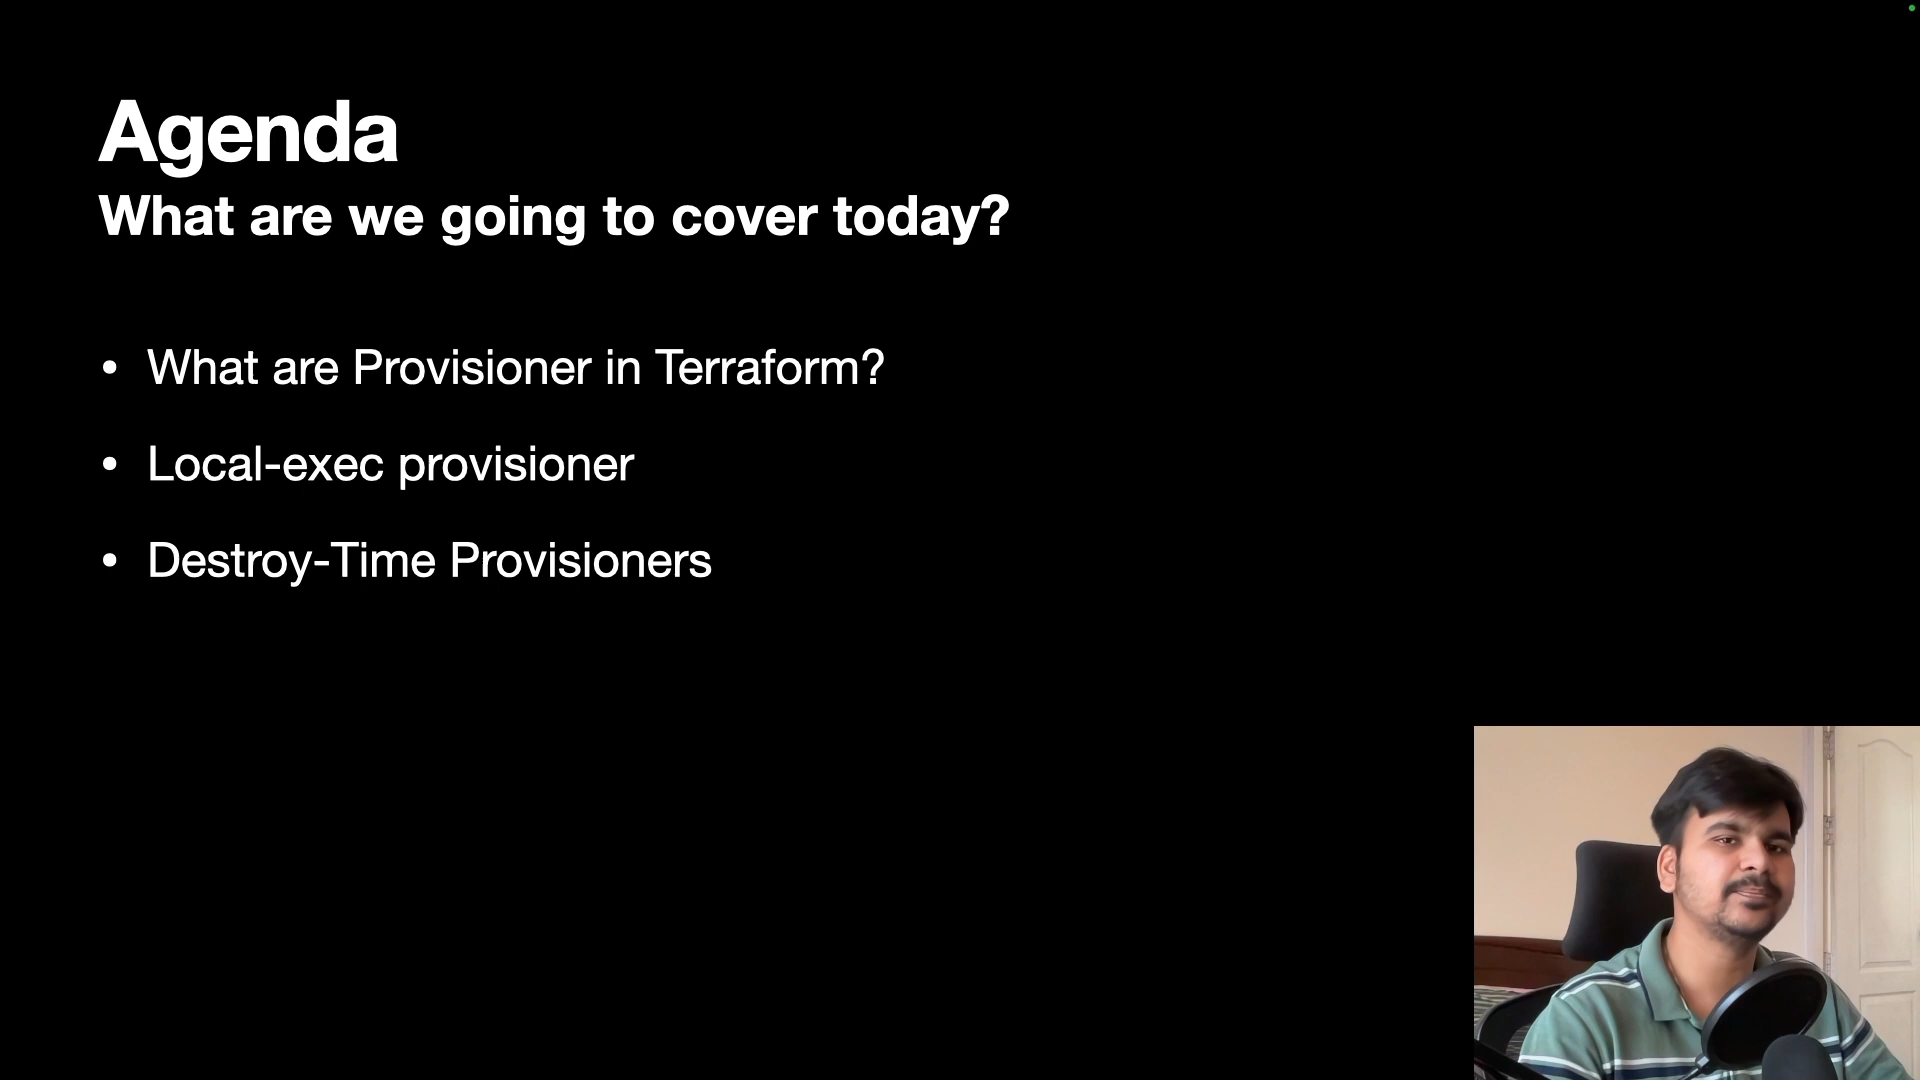 Agenda
What are we going to cover today?
• What are Provisioner in Terraform?
• Local-exec provisioner
• Destroy-Time Provisioners